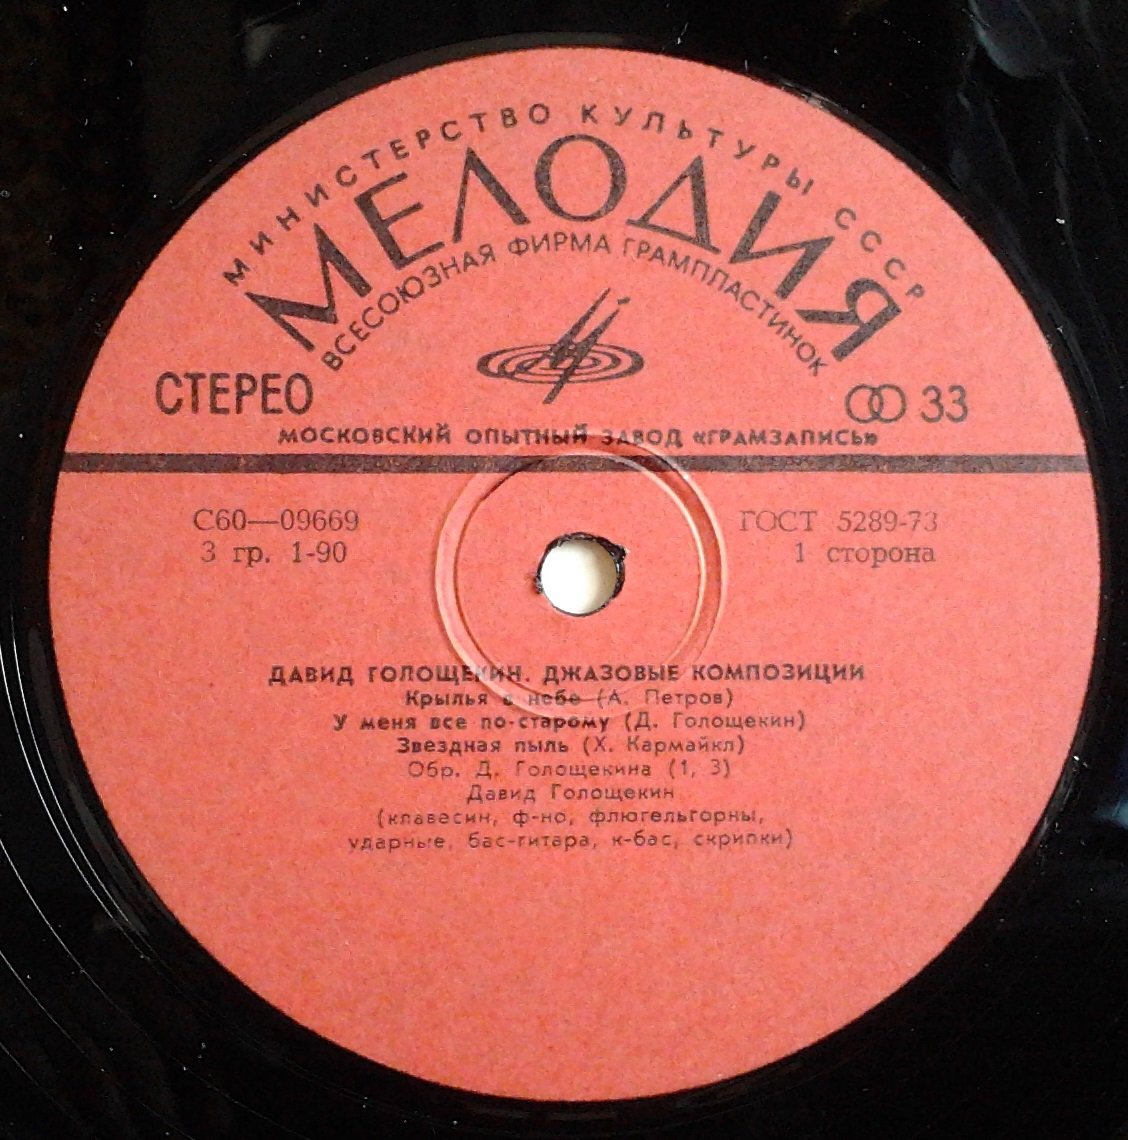 МИНИСТЕРСТВО КУЛЬТУРЫ СССР
МЕЛОДИЯ
ВСЕСОЮЗНАЯ ФИРМА ГРАМПЛАСТИНОК
СТЕРЕО
33
МОСКОВСКИЙ ОПЫТНЫЙ ЗАВОД «ГРАМЗАПИСЬ»
С60—09669
ГОСТ 5289-73
3 гр. 1-90
1 сторона
ДАВИД ГОЛОЩЕКИН. ДЖАЗОВЫЕ КОМПОЗИЦИИ
Крылья в небе (А. Петров)
У меня все по-старому (Д. Голощекин)
Звездная пыль (Х. Кармайкл)
Обр. Д. Голощекина (1, 3)
Давид Голощекин
(клавесин, ф-но, флюгельгорны,
ударные, бас-гитара, к-бас, скрипки)